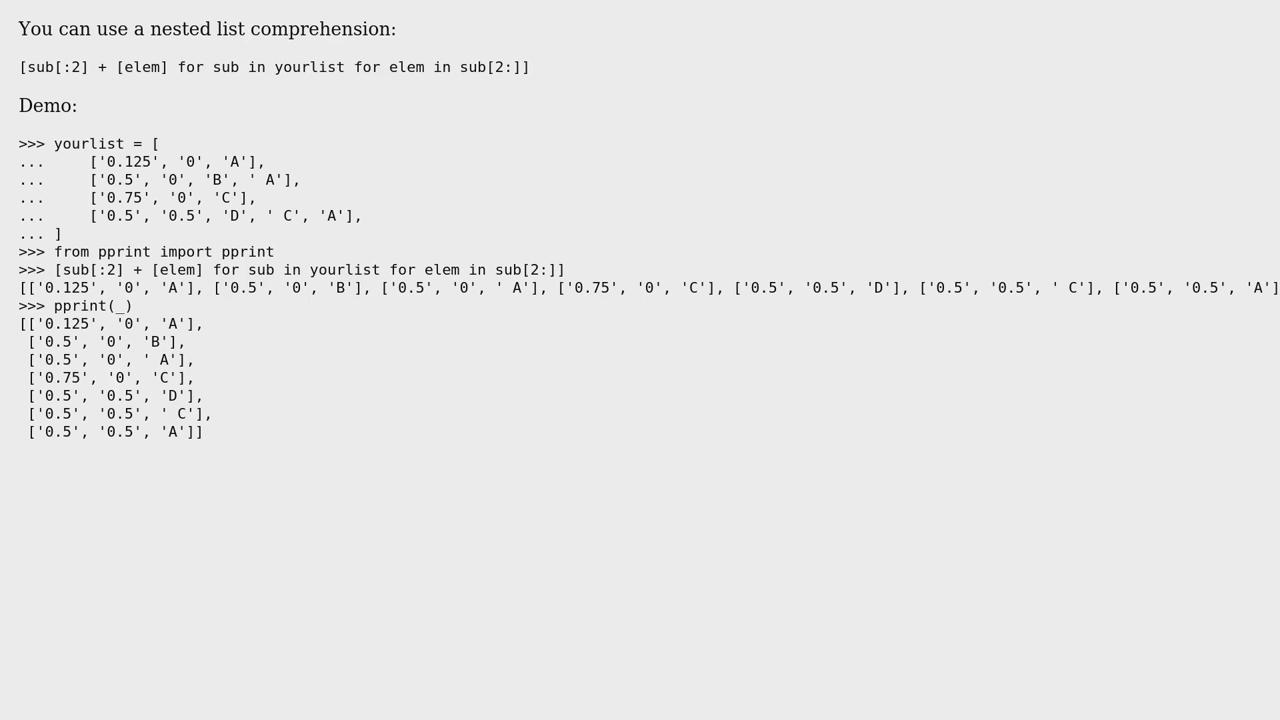 You can use a nested list comprehension:
[sub[:2] + [elem] for sub in yourlist for elem in sub[2:]]
Demo:
>>> yourlist = [
...     ['0.125', '0', 'A'],
...     ['0.5', '0', 'B', ' A'],
...     ['0.75', '0', 'C'],
...     ['0.5', '0.5', 'D', ' C', 'A'],
... ]
>>> from pprint import pprint
>>> [sub[:2] + [elem] for sub in yourlist for elem in sub[2:]]
[['0.125', '0', 'A'], ['0.5', '0', 'B'], ['0.5', '0', ' A'], ['0.75', '0', 'C'], ['0.5', '0.5', 'D'], ['0.5', '0.5', ' C'], ['0.5', '0.5', 'A']
>>> pprint(_)
[['0.125', '0', 'A'],
 ['0.5', '0', 'B'],
 ['0.5', '0', ' A'],
 ['0.75', '0', 'C'],
 ['0.5', '0.5', 'D'],
 ['0.5', '0.5', ' C'],
 ['0.5', '0.5', 'A']]